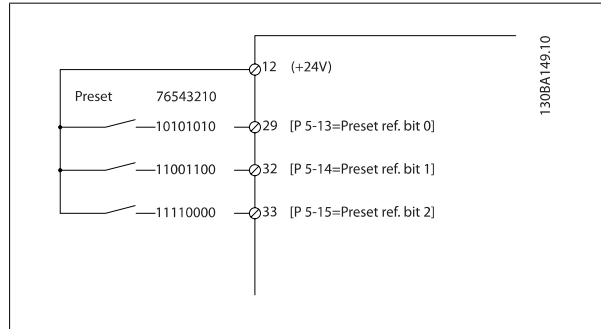 12 (+24V)
Preset 76543210
10101010 29 [P 5-13=Preset ref. bit 0]
11001100 32 [P 5-14=Preset ref. bit 1]
11110000 33 [P 5-15=Preset ref. bit 2]
130BA149.10